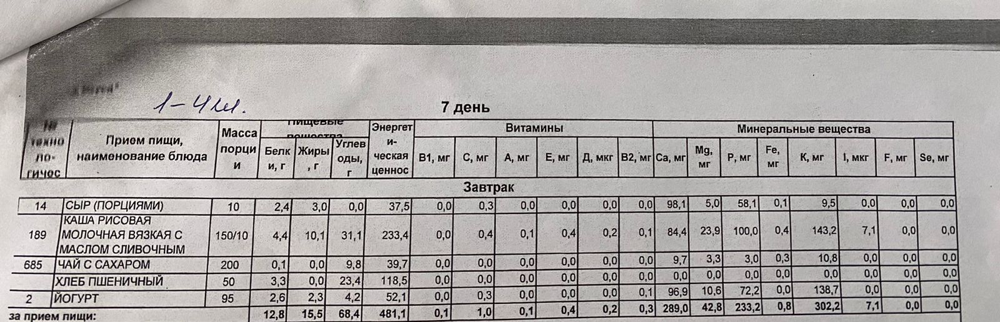 1-4 кл.
7 день
№ техно ло- гичес | Прием пищи, наименование блюда | Масса порци и | Пищевые вещества | Энергет и- ческая ценнос | Витамины | Минеральные вещества
Белк и, г | Жиры , г | Углев оды, г | В1, мг | С, мг | А, мг | Е, мг | Д, мкг | В2, мг | Ca, мг | Mg, мг | Р, мг | Fe, мг | К, мг | I, мкг | F, мг | Se, мг
Завтрак
14 | СЫР (ПОРЦИЯМИ) | 10 | 2,4 | 3,0 | 0,0 | 37,5 | 0,0 | 0,3 | 0,0 | 0,0 | 0,0 | 0,0 | 98,1 | 5,0 | 58,1 | 0,1 | 9,5 | 0,0 | 0,0 | 0,0
189 | КАША РИСОВАЯ МОЛОЧНАЯ ВЯЗКАЯ С МАСЛОМ СЛИВОЧНЫМ | 150/10 | 4,4 | 10,1 | 31,1 | 233,4 | 0,0 | 0,4 | 0,1 | 0,4 | 0,2 | 0,1 | 84,4 | 23,9 | 100,0 | 0,4 | 143,2 | 7,1 | 0,0 | 0,0
685 | ЧАЙ С САХАРОМ | 200 | 0,1 | 0,0 | 9,8 | 39,7 | 0,0 | 0,0 | 0,0 | 0,0 | 0,0 | 0,0 | 9,7 | 3,3 | 3,0 | 0,3 | 10,8 | 0,0 | 0,0 | 0,0
ХЛЕБ ПШЕНИЧНЫЙ | 50 | 3,3 | 0,0 | 23,4 | 118,5 | 0,0 | 0,0 | 0,0 | 0,0 | 0,0 | 0,0 | 0,0 | 0,0 | 0,0 | 0,0 | 0,0 | 0,0 | 0,0 | 0,0
2 | ЙОГУРТ | 95 | 2,6 | 2,3 | 4,2 | 52,1 | 0,0 | 0,3 | 0,0 | 0,0 | 0,0 | 0,1 | 96,9 | 10,6 | 72,2 | 0,0 | 138,7 | 0,0 | 0,0 | 0,0
за прием пищи: | 12,8 | 15,5 | 68,4 | 481,1 | 0,1 | 1,0 | 0,1 | 0,4 | 0,2 | 0,3 | 289,0 | 42,8 | 233,2 | 0,8 | 302,2 | 7,1 | 0,0 | 0,0